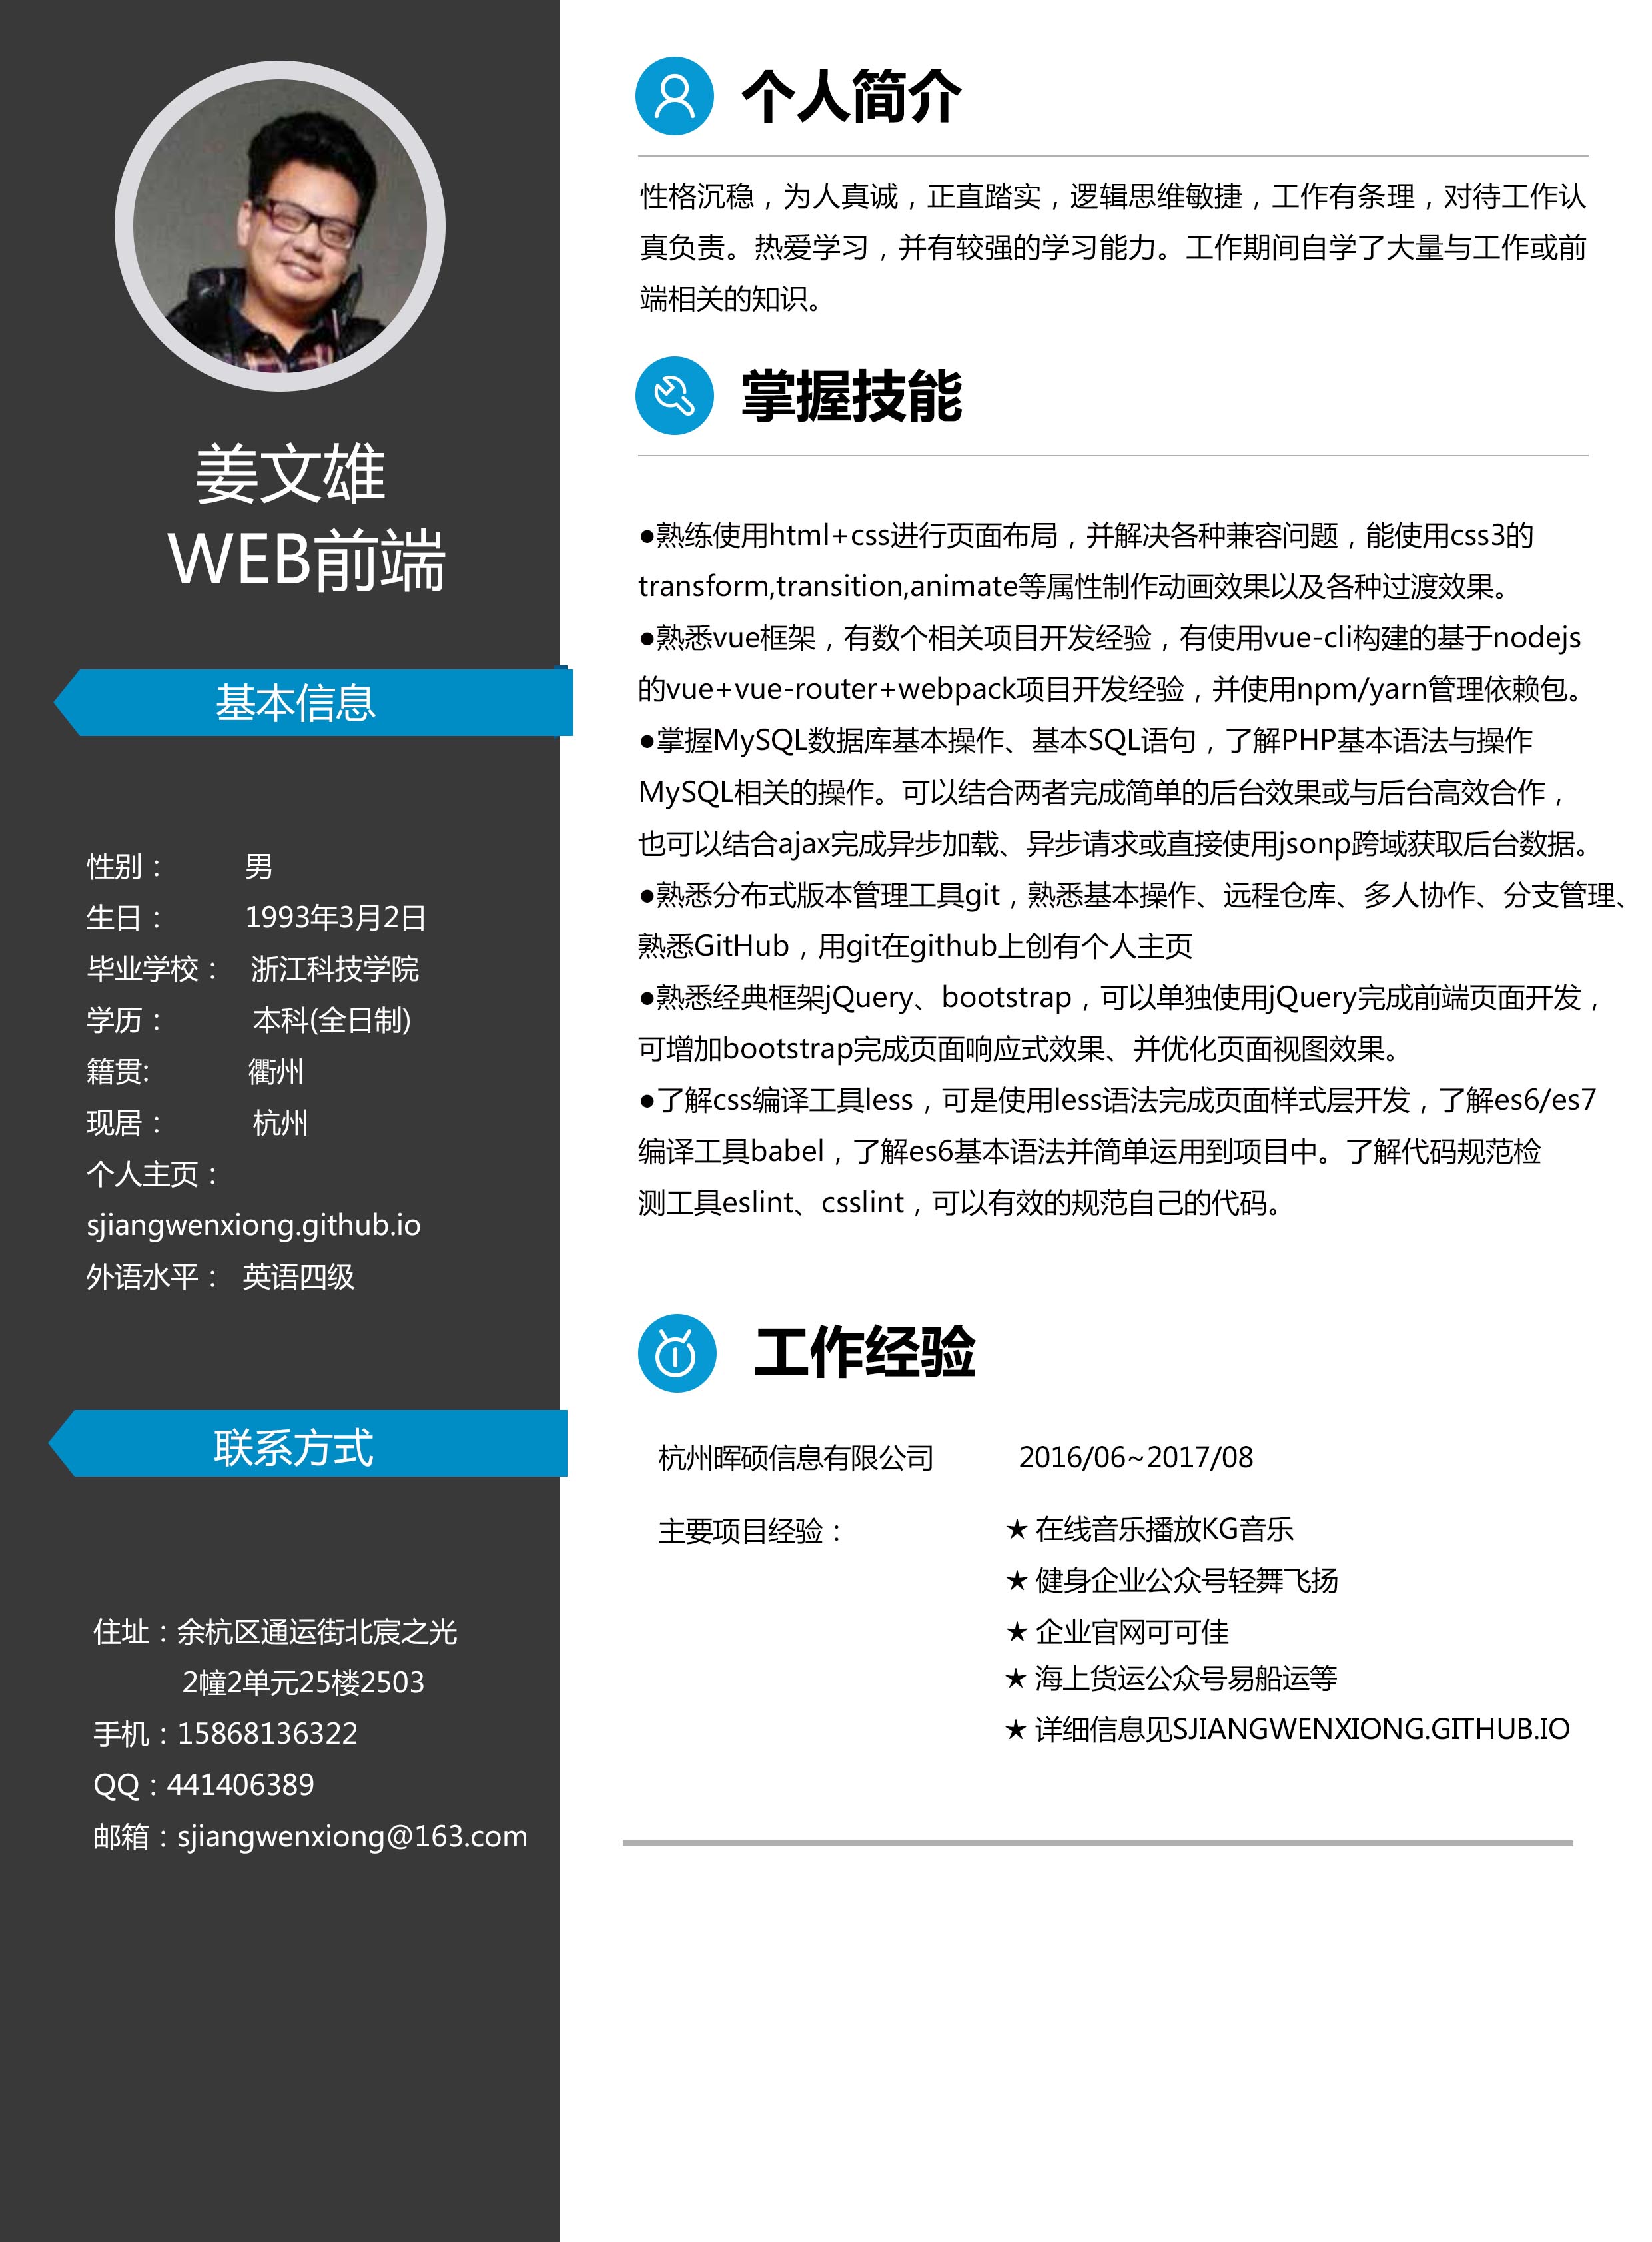 姜文雄
WEB前端
基本信息
性别： 男
生日： 1993年3月2日
毕业学校： 浙江科技学院
学历： 本科(全日制)
籍贯: 衢州
现居： 杭州
个人主页：
sjiangwenxiong.github.io
外语水平： 英语四级
联系方式
住址：余杭区通运街北宸之光
2幢2单元25楼2503
手机：15868136322
QQ：441406389
邮箱：sjiangwenxiong@163.com
个人简介
性格沉稳，为人真诚，正直踏实，逻辑思维敏捷，工作有条理，对待工作认
真负责。热爱学习，并有较强的学习能力。工作期间自学了大量与工作或前
端相关的知识。
掌握技能
●熟练使用html+css进行页面布局，并解决各种兼容问题，能使用css3的
transform,transition,animate等属性制作动画效果以及各种过渡效果。
●熟悉vue框架，有数个相关项目开发经验，有使用vue-cli构建的基于nodejs
的vue+vue-router+webpack项目开发经验，并使用npm/yarn管理依赖包。
●掌握MySQL数据库基本操作、基本SQL语句，了解PHP基本语法与操作
MySQL相关的操作。可以结合两者完成简单的后台效果或与后台高效合作，
也可以结合ajax完成异步加载、异步请求或直接使用jsonp跨域获取后台数据。
●熟悉分布式版本管理工具git，熟悉基本操作、远程仓库、多人协作、分支管理、
熟悉GitHub，用git在github上创有个人主页
●熟悉经典框架jQuery、bootstrap，可以单独使用jQuery完成前端页面开发，
可增加bootstrap完成页面响应式效果、并优化页面视图效果。
●了解css编译工具less，可是使用less语法完成页面样式层开发，了解es6/es7
编译工具babel，了解es6基本语法并简单运用到项目中。了解代码规范检
测工具eslint、csslint，可以有效的规范自己的代码。
工作经验
杭州晖硕信息有限公司 2016/06~2017/08
主要项目经验： ★ 在线音乐播放KG音乐
★ 健身企业公众号轻舞飞扬
★ 企业官网可可佳
★ 海上货运公众号易船运等
★ 详细信息见SJIANGWENXIONG.GITHUB.IO